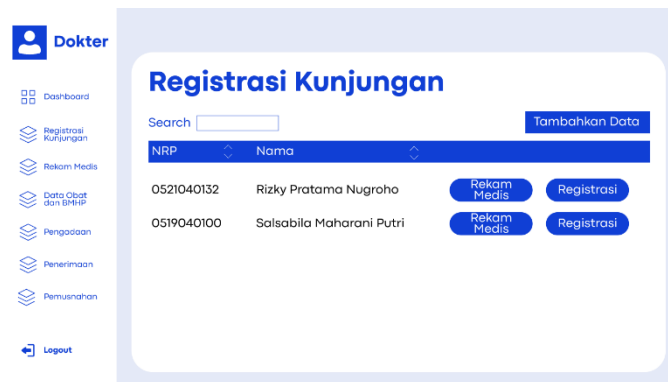 Dokter
Dashboard
Registrasi
Kunjungan
Rekam Medis
Data Obat
dan BMHP
Pengadaan
Penerimaan
Pemusnahan
Logout
Registrasi Kunjungan
Search
Tambahkan Data
NRP Nama
0521040132 Rizky Pratama Nugroho Rekam Medis Registrasi
0519040100 Salsabila Maharani Putri Rekam Medis Registrasi